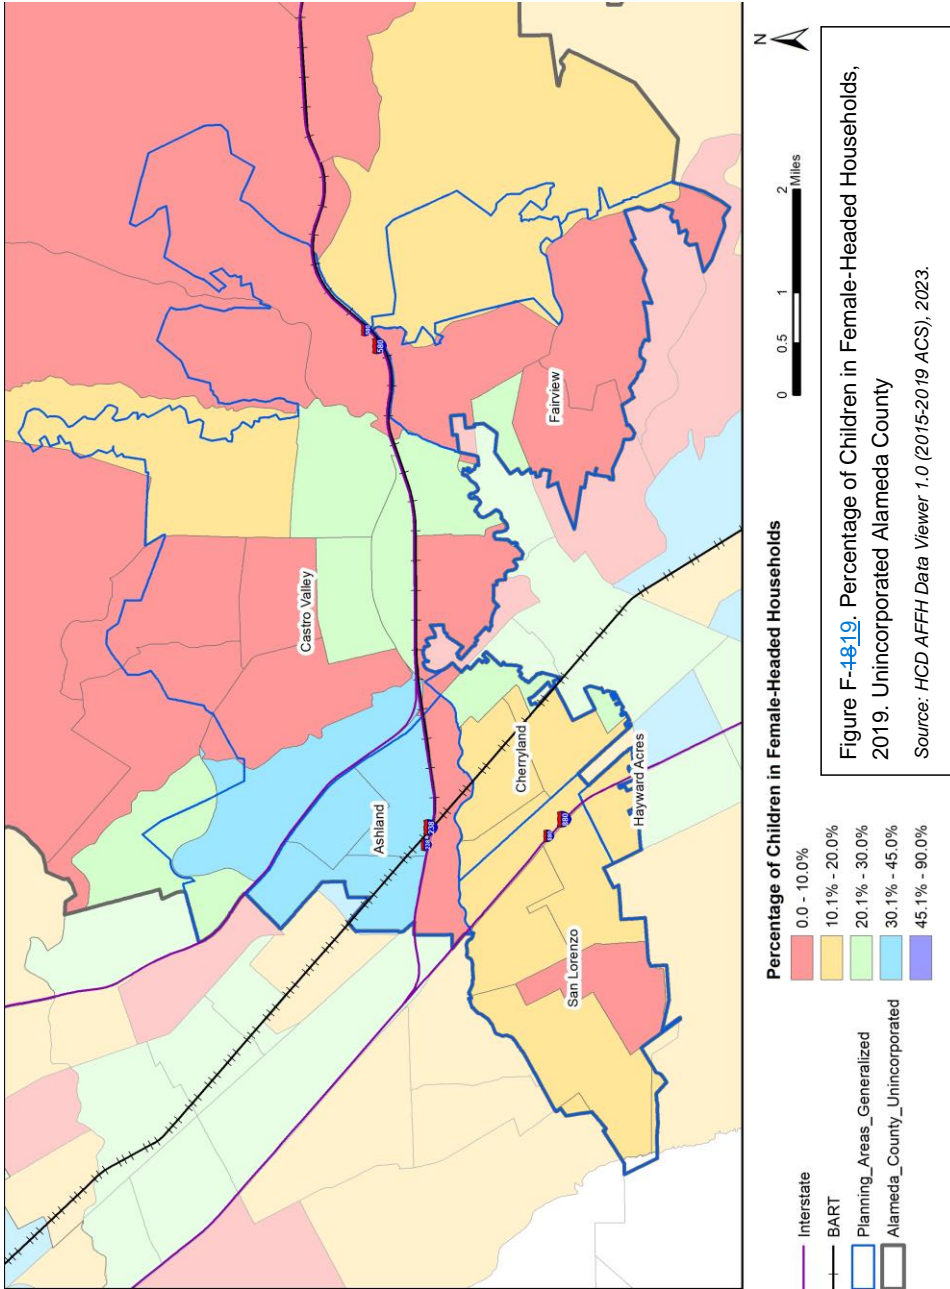 Castro Valley
Ashland
Cherryland
Fairview
San Lorenzo
Hayward Acres
580
238
880
N
0 0.5 1 2
Miles
Interstate
BART
Planning_Areas_Generalized
Alameda_County_Unincorporated
Percentage of Children in Female-Headed Households
0.0 - 10.0%
10.1% - 20.0%
20.1% - 30.0%
30.1% - 45.0%
45.1% - 90.0%
Figure F-1819. Percentage of Children in Female-Headed Households,
2019. Unincorporated Alameda County
Source: HCD AFFH Data Viewer 1.0 (2015-2019 ACS), 2023.